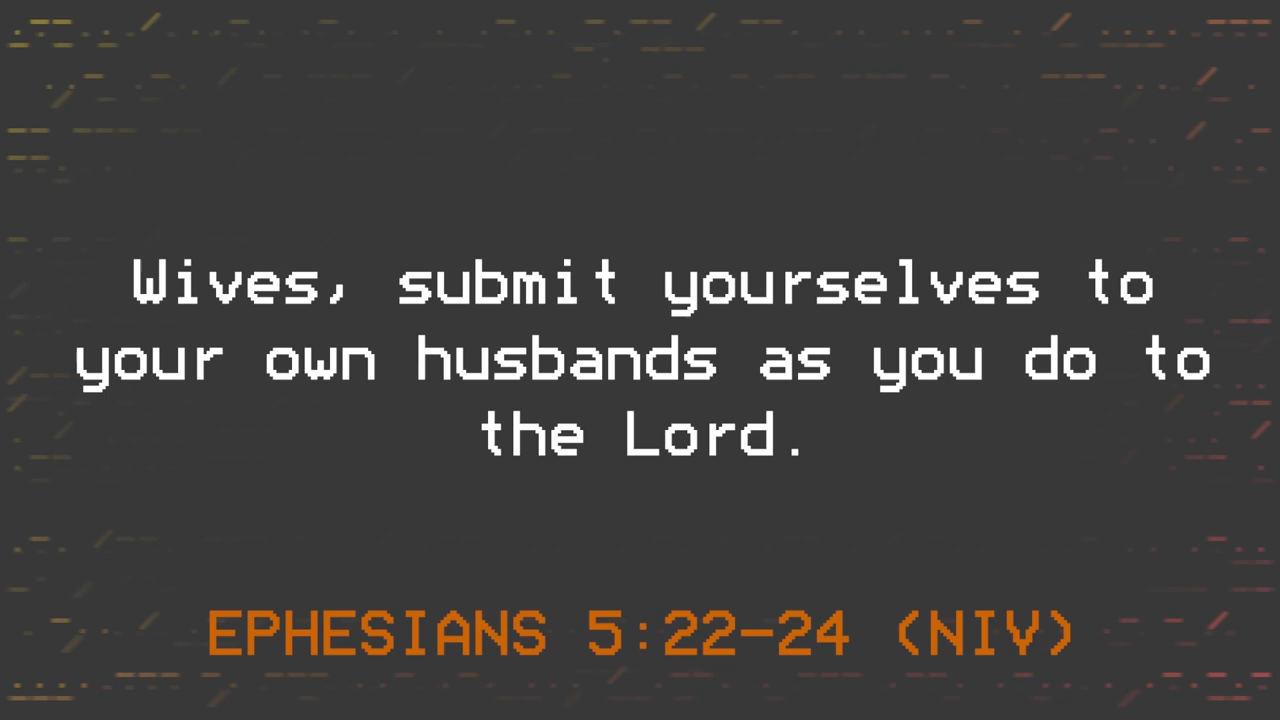 Wives, submit yourselves to
your own husbands as you do to
the Lord.
EPHESIANS 5:22-24 (NIV)